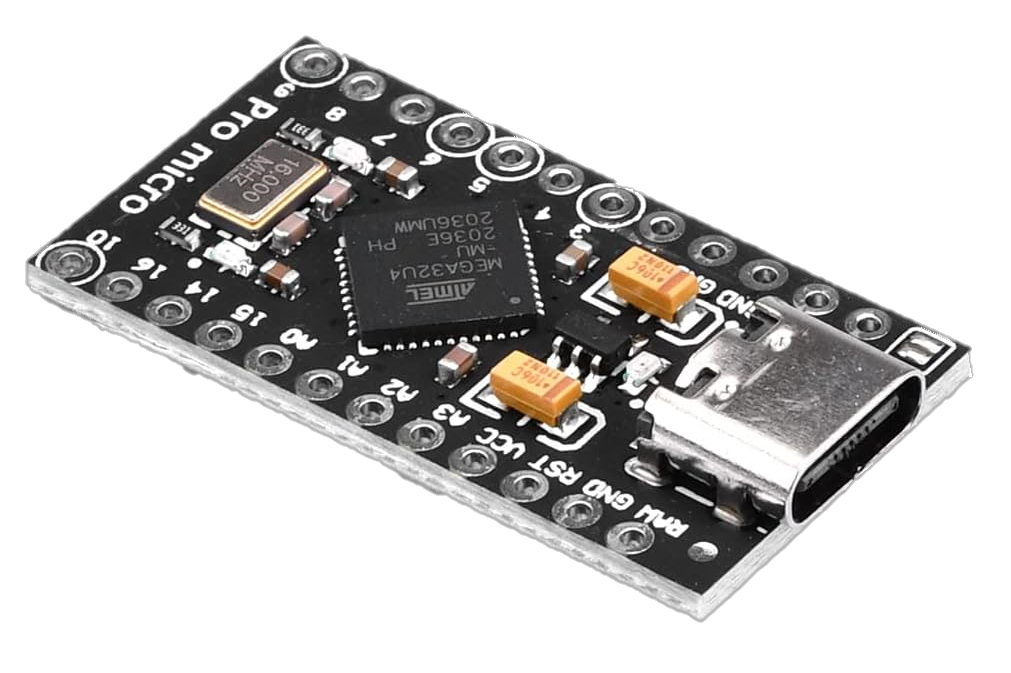 Pro micro
9
8
7
6
5
4
3
GND
10
16
14
15
A0
A1
A2
A3
VCC
RST
GND
RAW
16.000
MHz
ATMEL
MEGA32U4
-MU
2036E PH
2036UMW
106C
106C
331